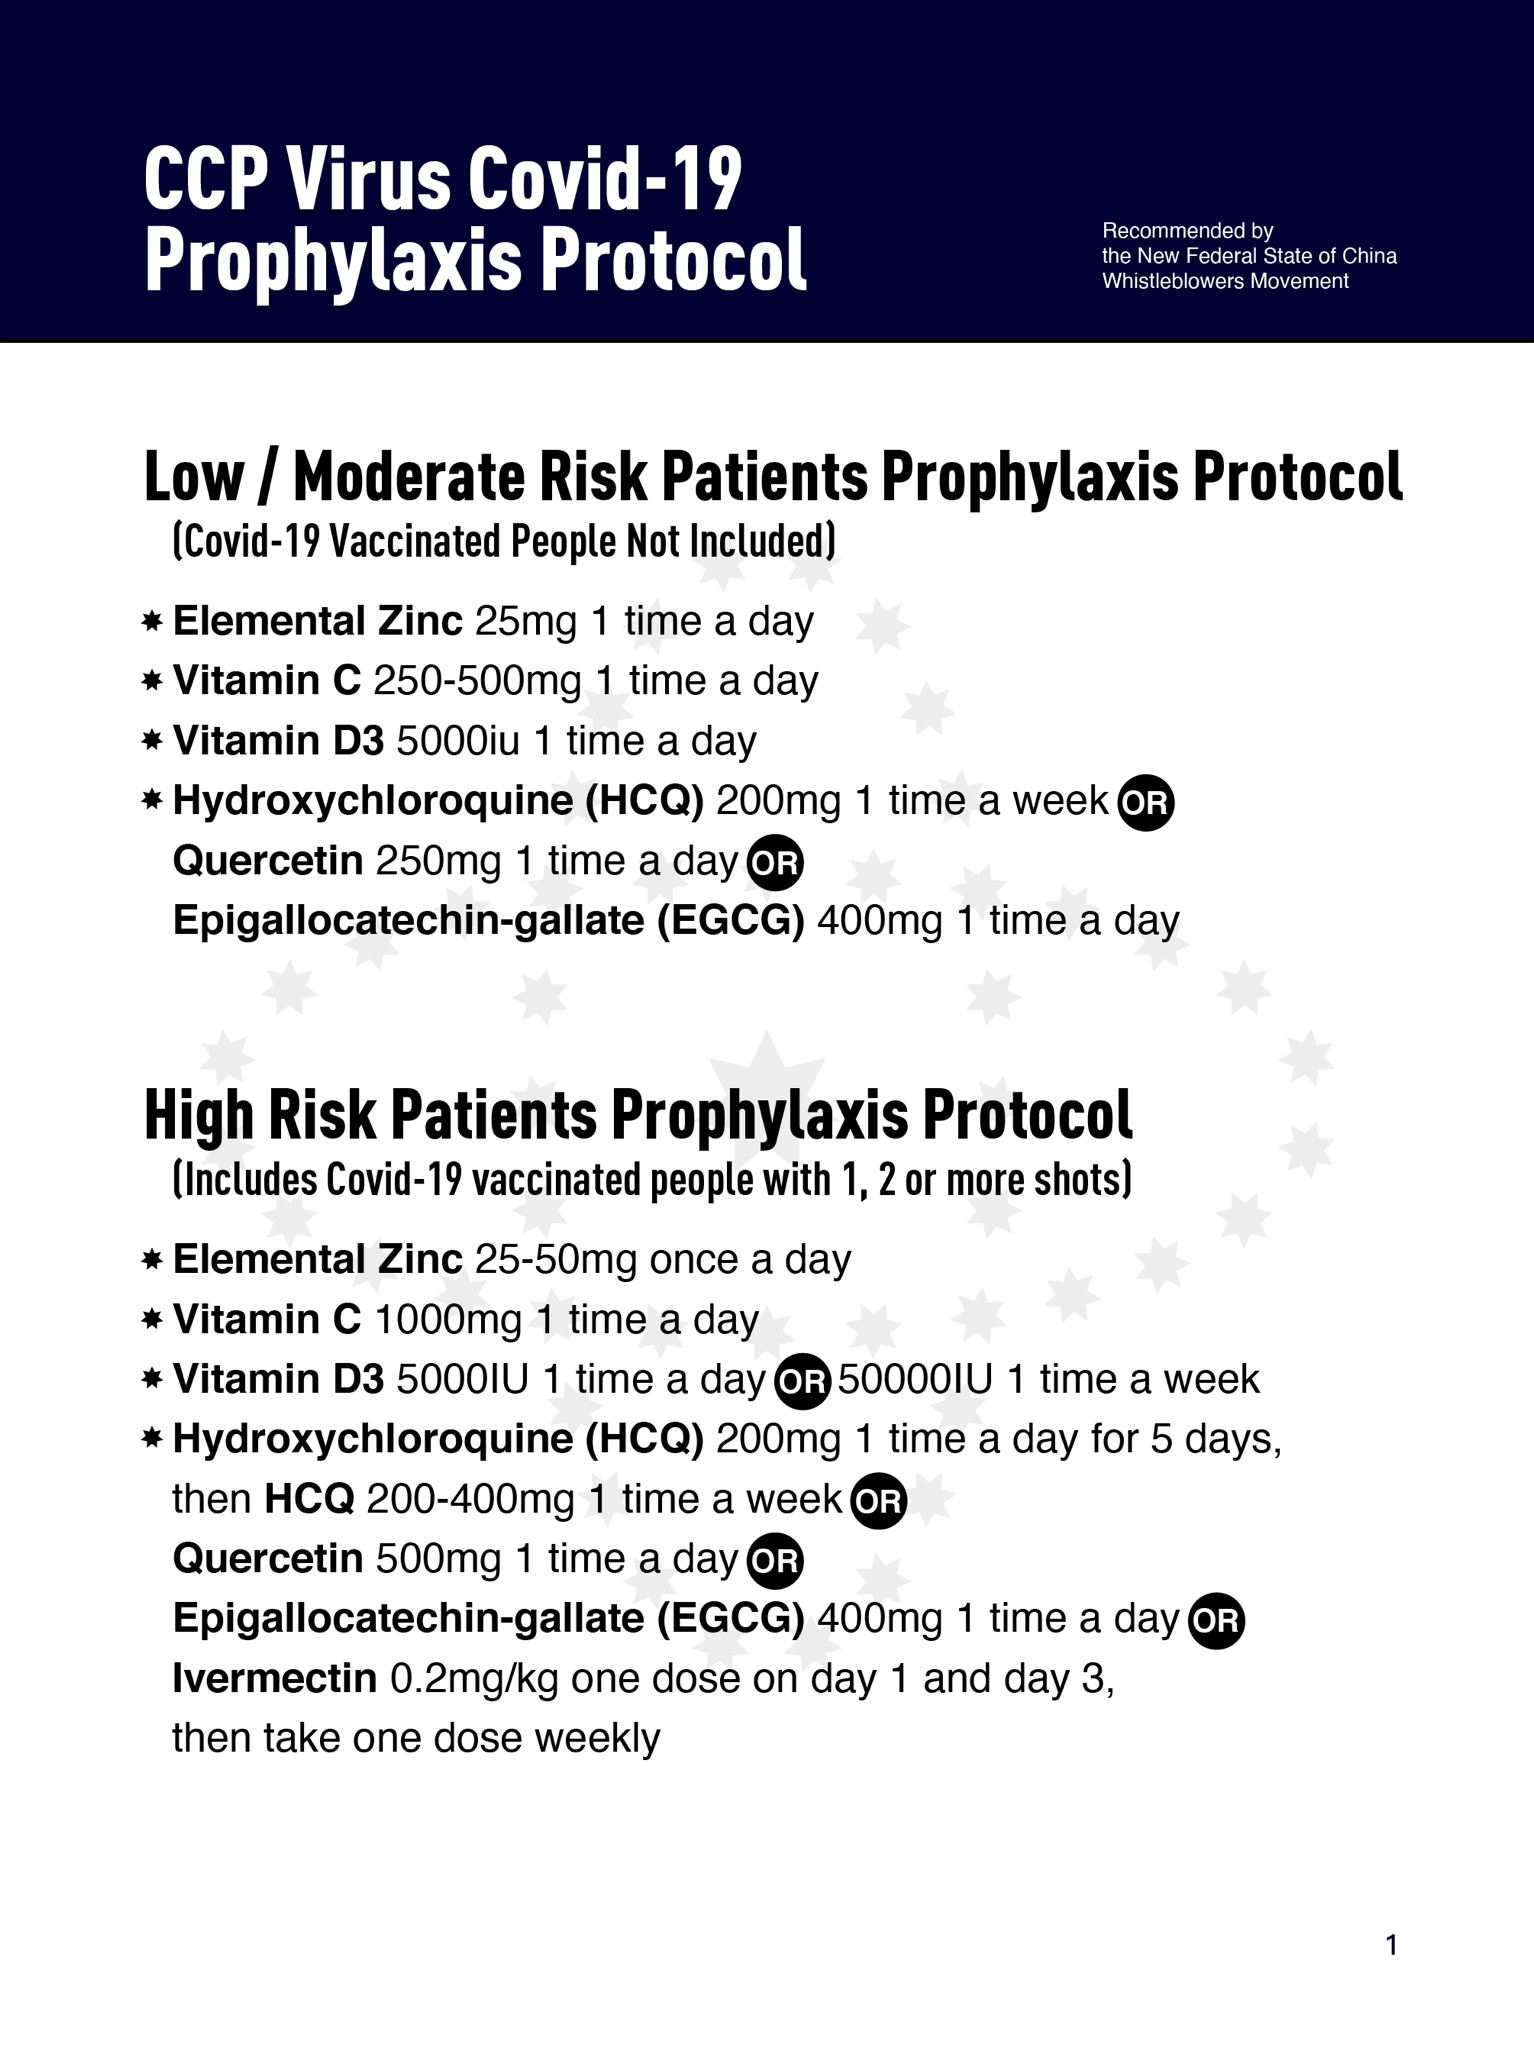 CCP Virus Covid-19
Prophylaxis Protocol
Recommended by
the New Federal State of China
Whistleblowers Movement
Low / Moderate Risk Patients Prophylaxis Protocol
(Covid-19 Vaccinated People Not Included)
Elemental Zinc 25mg 1 time a day
Vitamin C 250-500mg 1 time a day
Vitamin D3 5000iu 1 time a day
Hydroxychloroquine (HCQ) 200mg 1 time a week OR
Quercetin 250mg 1 time a day OR
Epigallocatechin-gallate (EGCG) 400mg 1 time a day
High Risk Patients Prophylaxis Protocol
(Includes Covid-19 vaccinated people with 1, 2 or more shots)
Elemental Zinc 25-50mg once a day
Vitamin C 1000mg 1 time a day
Vitamin D3 5000IU 1 time a day OR 50000IU 1 time a week
Hydroxychloroquine (HCQ) 200mg 1 time a day for 5 days,
then HCQ 200-400mg 1 time a week OR
Quercetin 500mg 1 time a day OR
Epigallocatechin-gallate (EGCG) 400mg 1 time a day OR
Ivermectin 0.2mg/kg one dose on day 1 and day 3,
then take one dose weekly
1